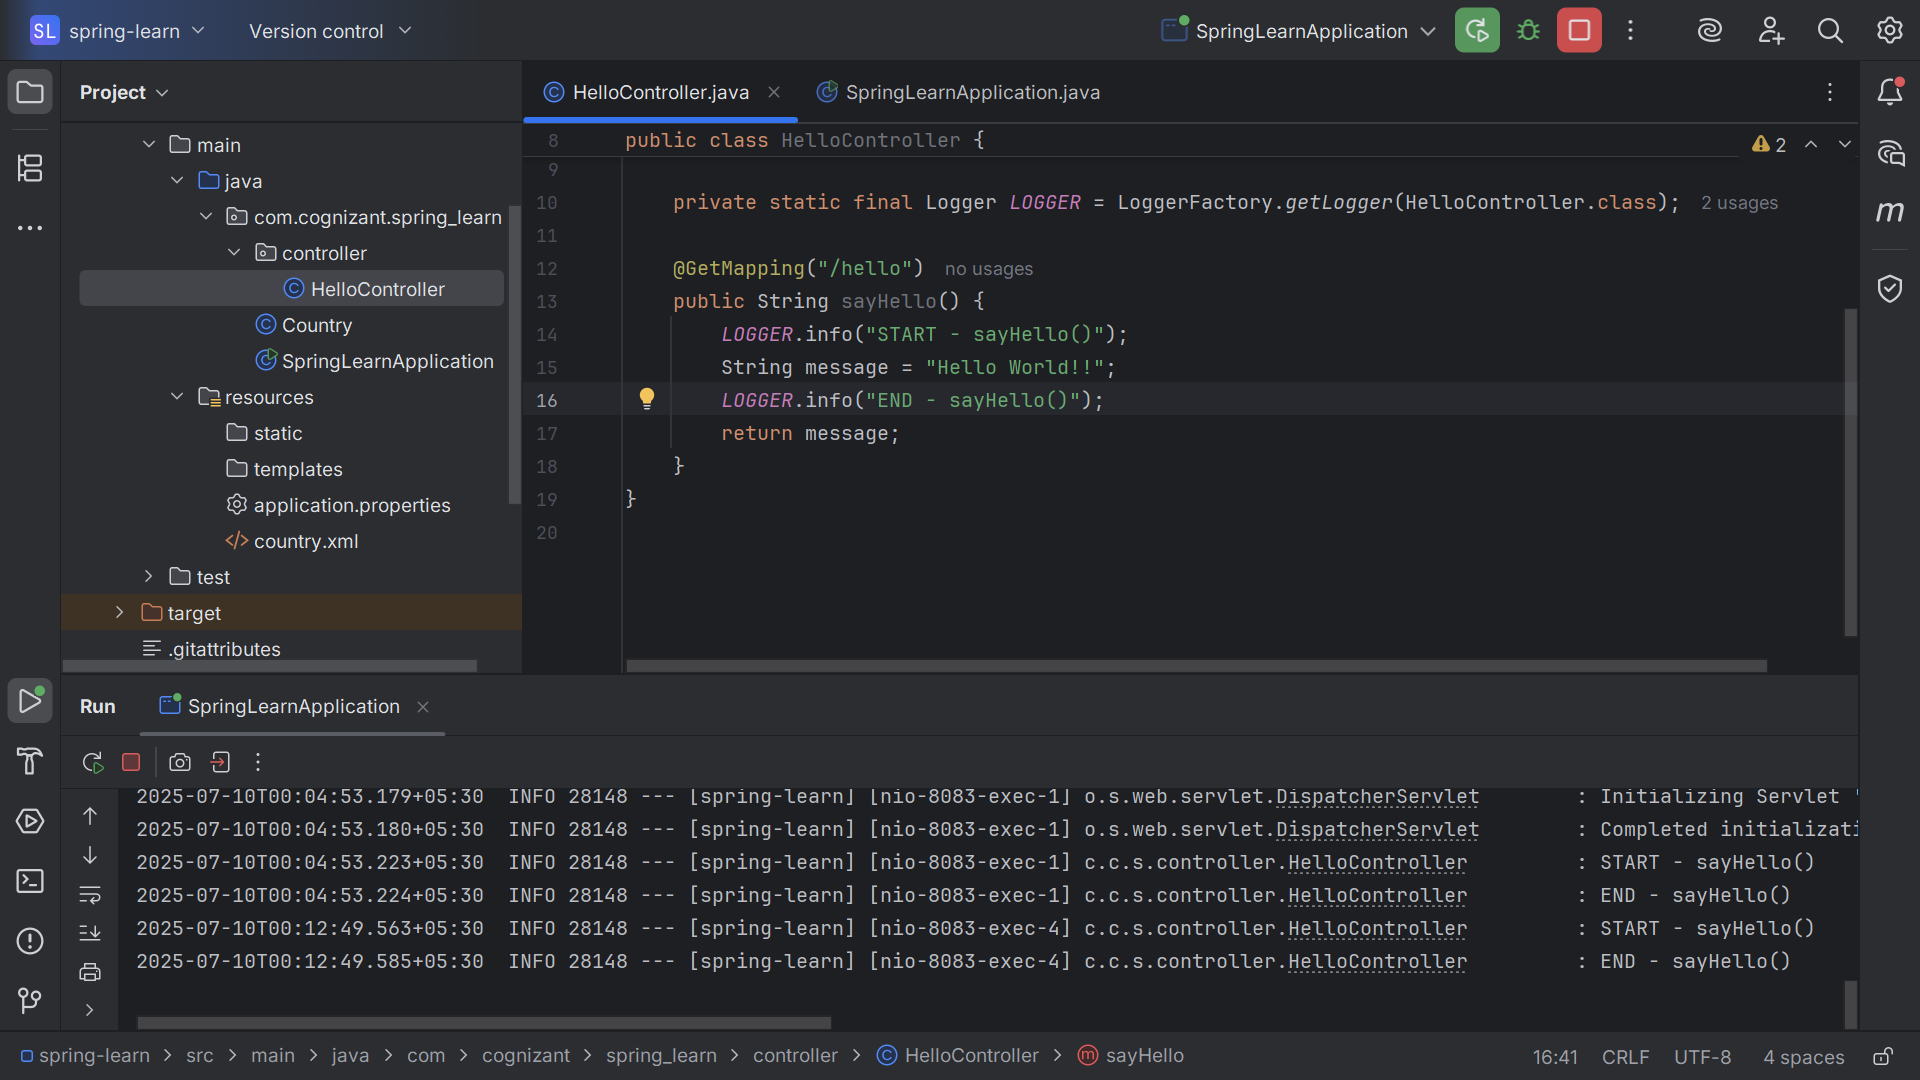 SL spring-learn Version control SpringLearnApplication
Project
main
java
com.cognizant.spring_learn
controller
HelloController
Country
SpringLearnApplication
resources
static
templates
application.properties
country.xml
test
target
.gitattributes
HelloController.java SpringLearnApplication.java
8 public class HelloController { 2
9
10 private static final Logger LOGGER = LoggerFactory.getLogger(HelloController.class); 2 usages
11
12 @GetMapping("/hello") no usages
13 public String sayHello() {
14 LOGGER.info("START - sayHello()");
15 String message = "Hello World!!";
16 LOGGER.info("END - sayHello()");
17 return message;
18 }
19 }
20
m
Run SpringLearnApplication
2025-07-10T00:04:53.179+05:30 INFO 28148 --- [spring-learn] [nio-8083-exec-1] o.s.web.servlet.DispatcherServlet : Initializing Servlet '
2025-07-10T00:04:53.180+05:30 INFO 28148 --- [spring-learn] [nio-8083-exec-1] o.s.web.servlet.DispatcherServlet : Completed initializati
2025-07-10T00:04:53.223+05:30 INFO 28148 --- [spring-learn] [nio-8083-exec-1] c.c.s.controller.HelloController : START - sayHello()
2025-07-10T00:04:53.224+05:30 INFO 28148 --- [spring-learn] [nio-8083-exec-1] c.c.s.controller.HelloController : END - sayHello()
2025-07-10T00:12:49.563+05:30 INFO 28148 --- [spring-learn] [nio-8083-exec-4] c.c.s.controller.HelloController : START - sayHello()
2025-07-10T00:12:49.585+05:30 INFO 28148 --- [spring-learn] [nio-8083-exec-4] c.c.s.controller.HelloController : END - sayHello()
spring-learn > src > main > java > com > cognizant > spring_learn > controller > HelloController > sayHello 16:41 CRLF UTF-8 4 spaces